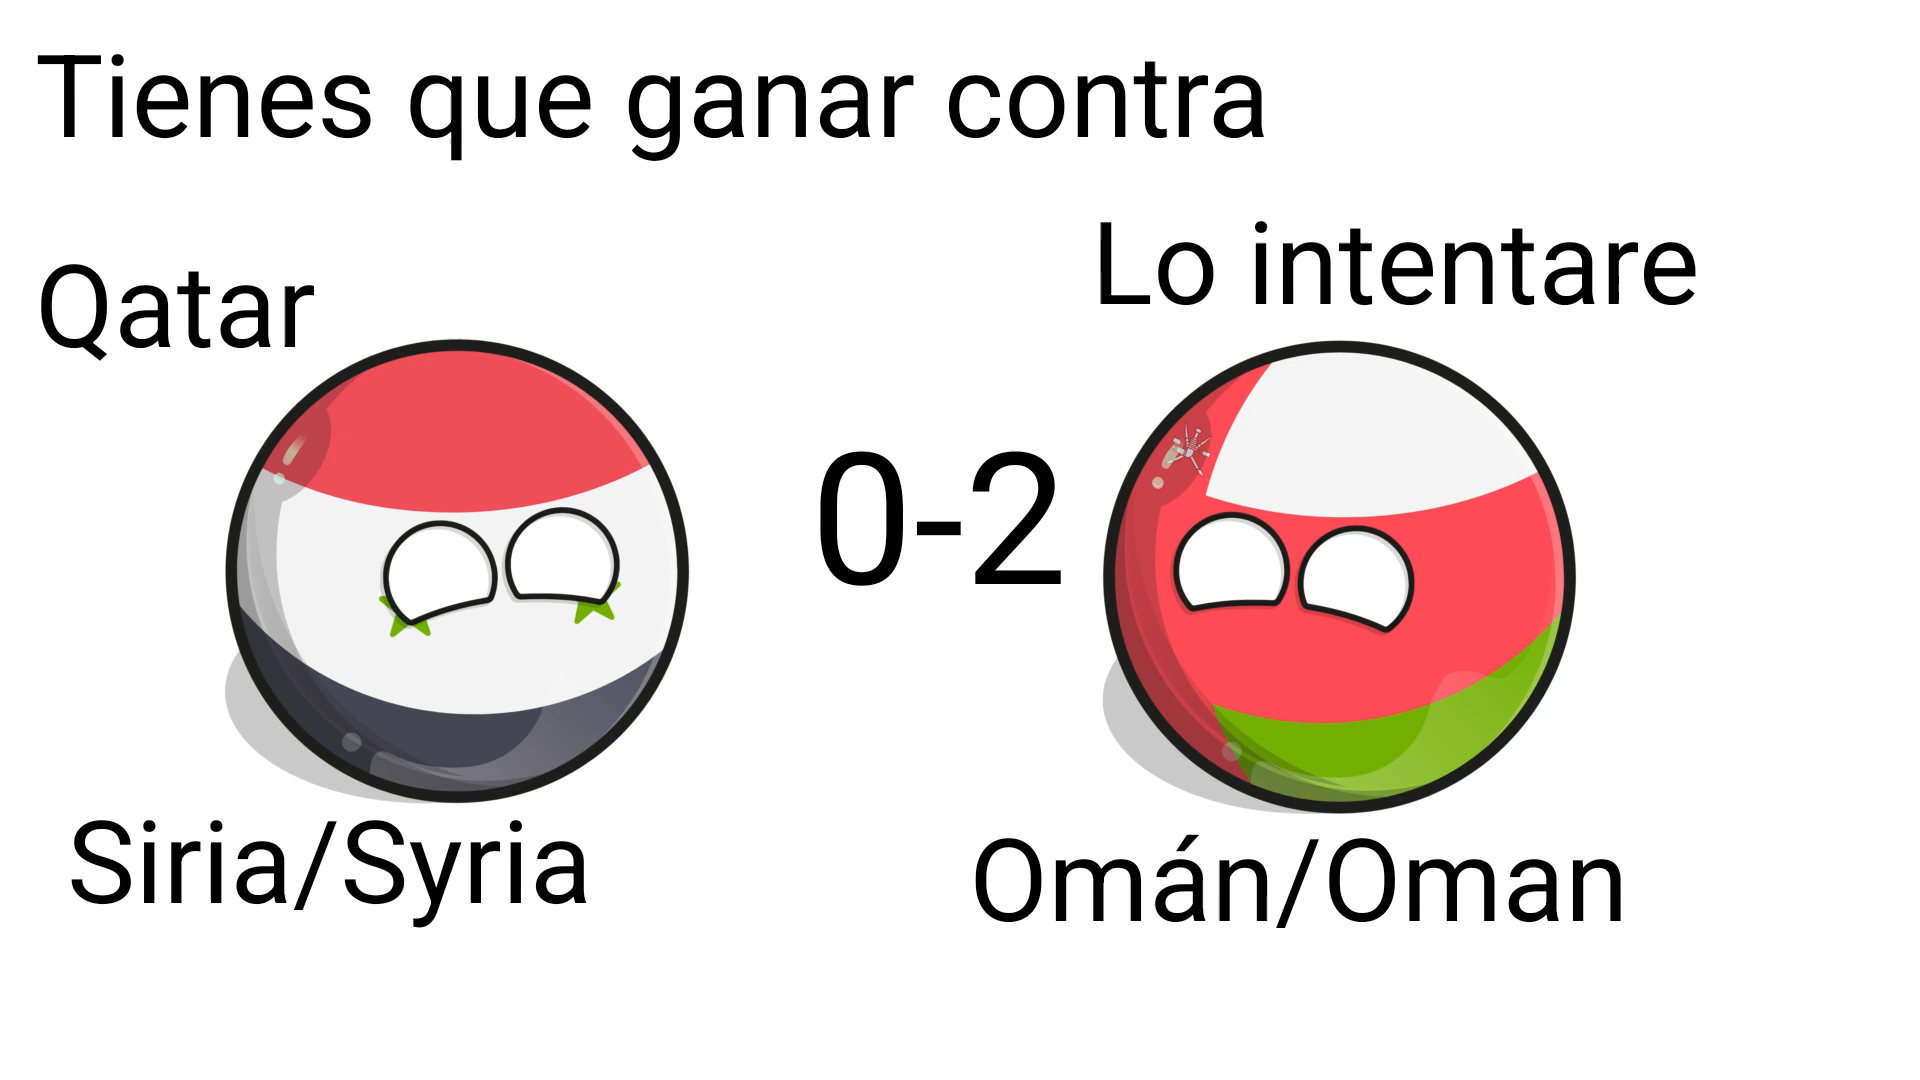 Tienes que ganar contra
Qatar
Lo intentare
0-2
Siria/Syria
Omán/Oman